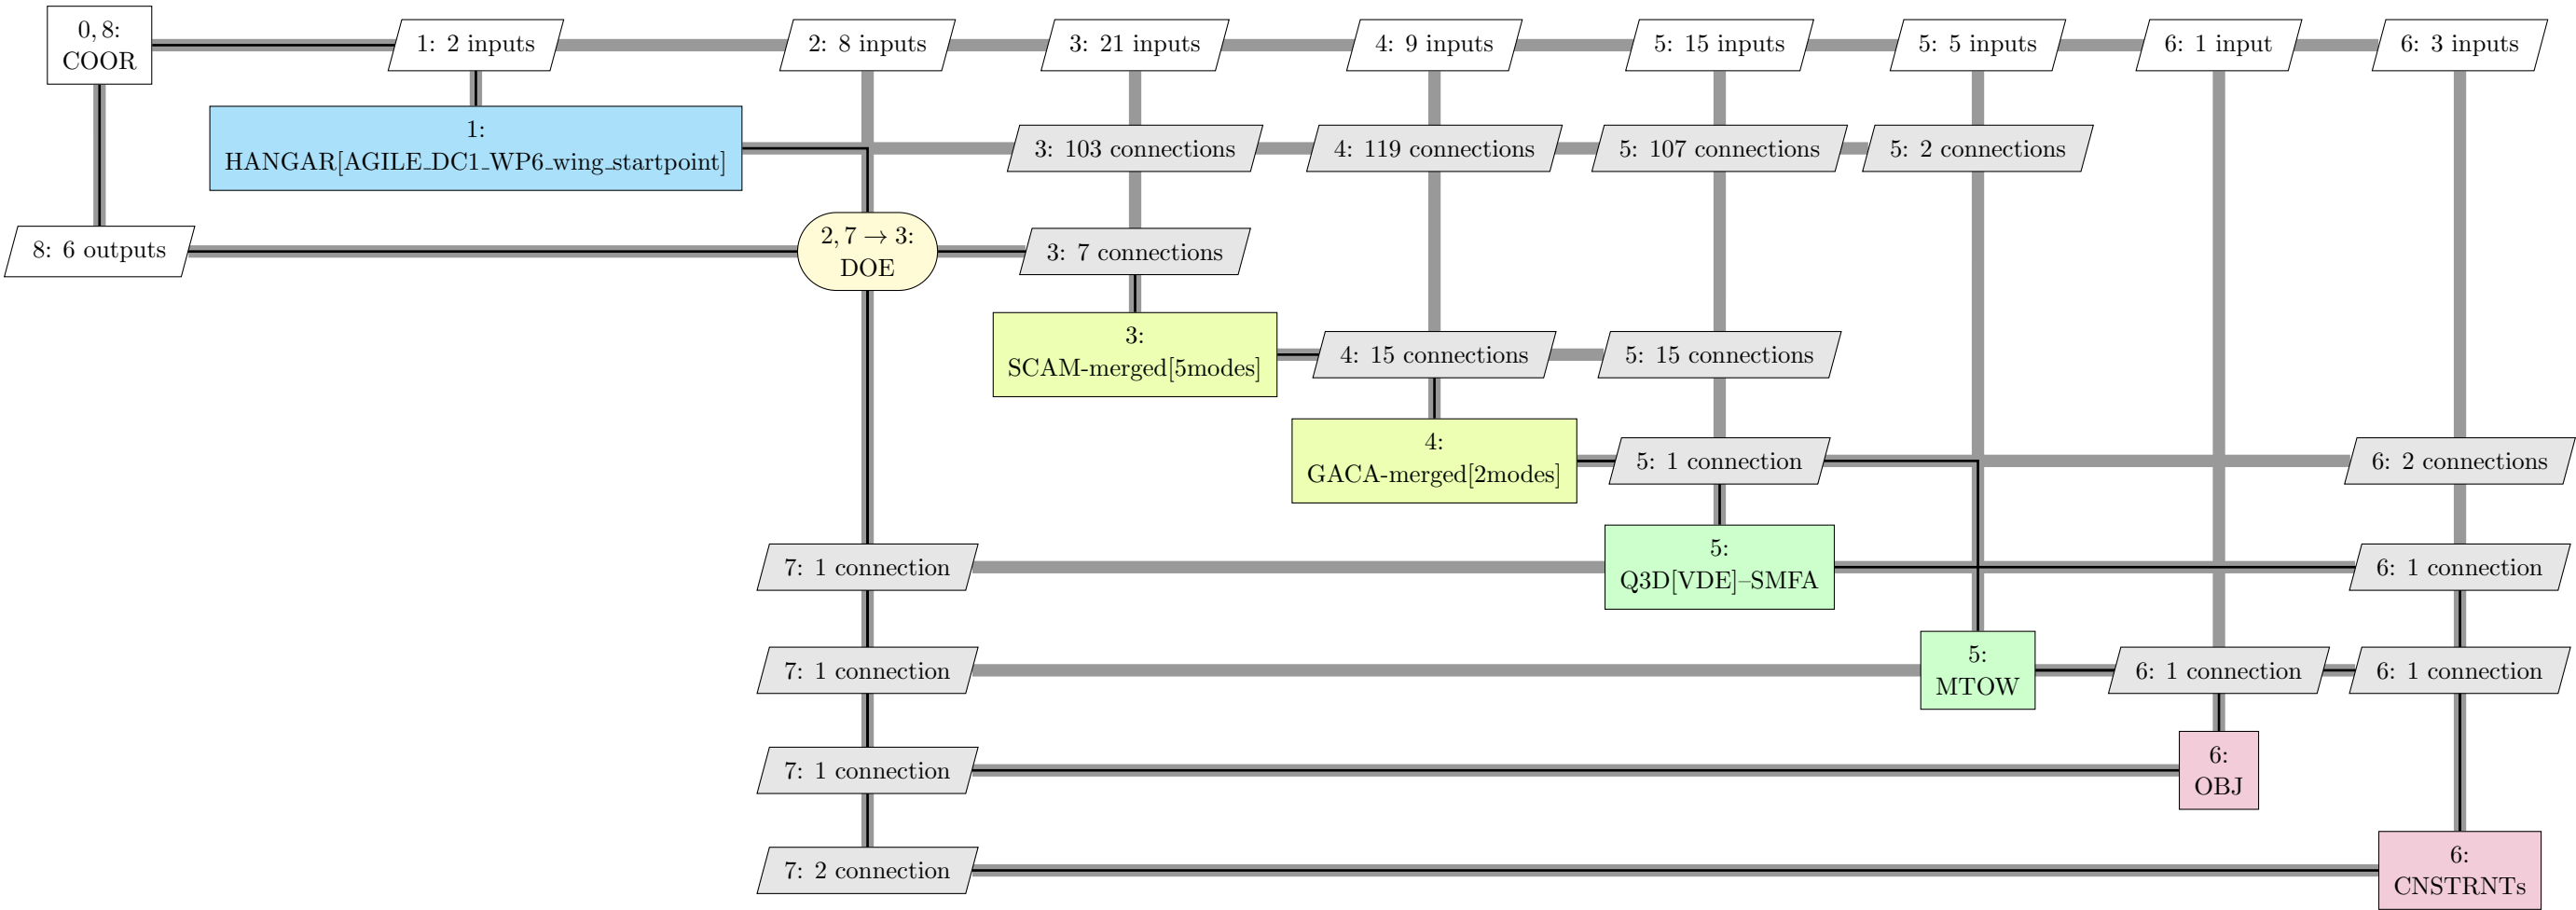 0, 8:
COOR
1: 2 inputs
2: 8 inputs
3: 21 inputs
4: 9 inputs
5: 15 inputs
5: 5 inputs
6: 1 input
6: 3 inputs
1:
HANGAR[AGILE_DC1_WP6_wing_startpoint]
3: 103 connections
4: 119 connections
5: 107 connections
5: 2 connections
8: 6 outputs
2, 7 → 3:
DOE
3: 7 connections
3:
SCAM-merged[5modes]
4: 15 connections
5: 15 connections
4:
GACA-merged[2modes]
5: 1 connection
6: 2 connections
7: 1 connection
5:
Q3D[VDE]–SMFA
6: 1 connection
7: 1 connection
5:
MTOW
6: 1 connection
6: 1 connection
7: 1 connection
6:
OBJ
7: 2 connection
6:
CNSTRNTs